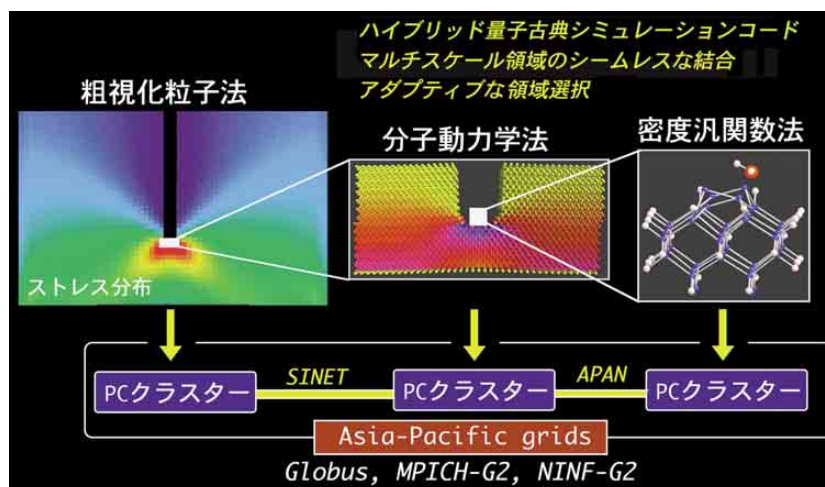 ハイブリッド量子古典シミュレーションコード
マルチスケール領域のシームレスな結合
アダプティブな領域選択
粗視化粒子法
分子動力学法
密度汎関数法
ストレス分布
PCクラスター
SINET
PCクラスター
APAN
PCクラスター
Asia-Pacific grids
Globus, MPICH-G2, NINF-G2